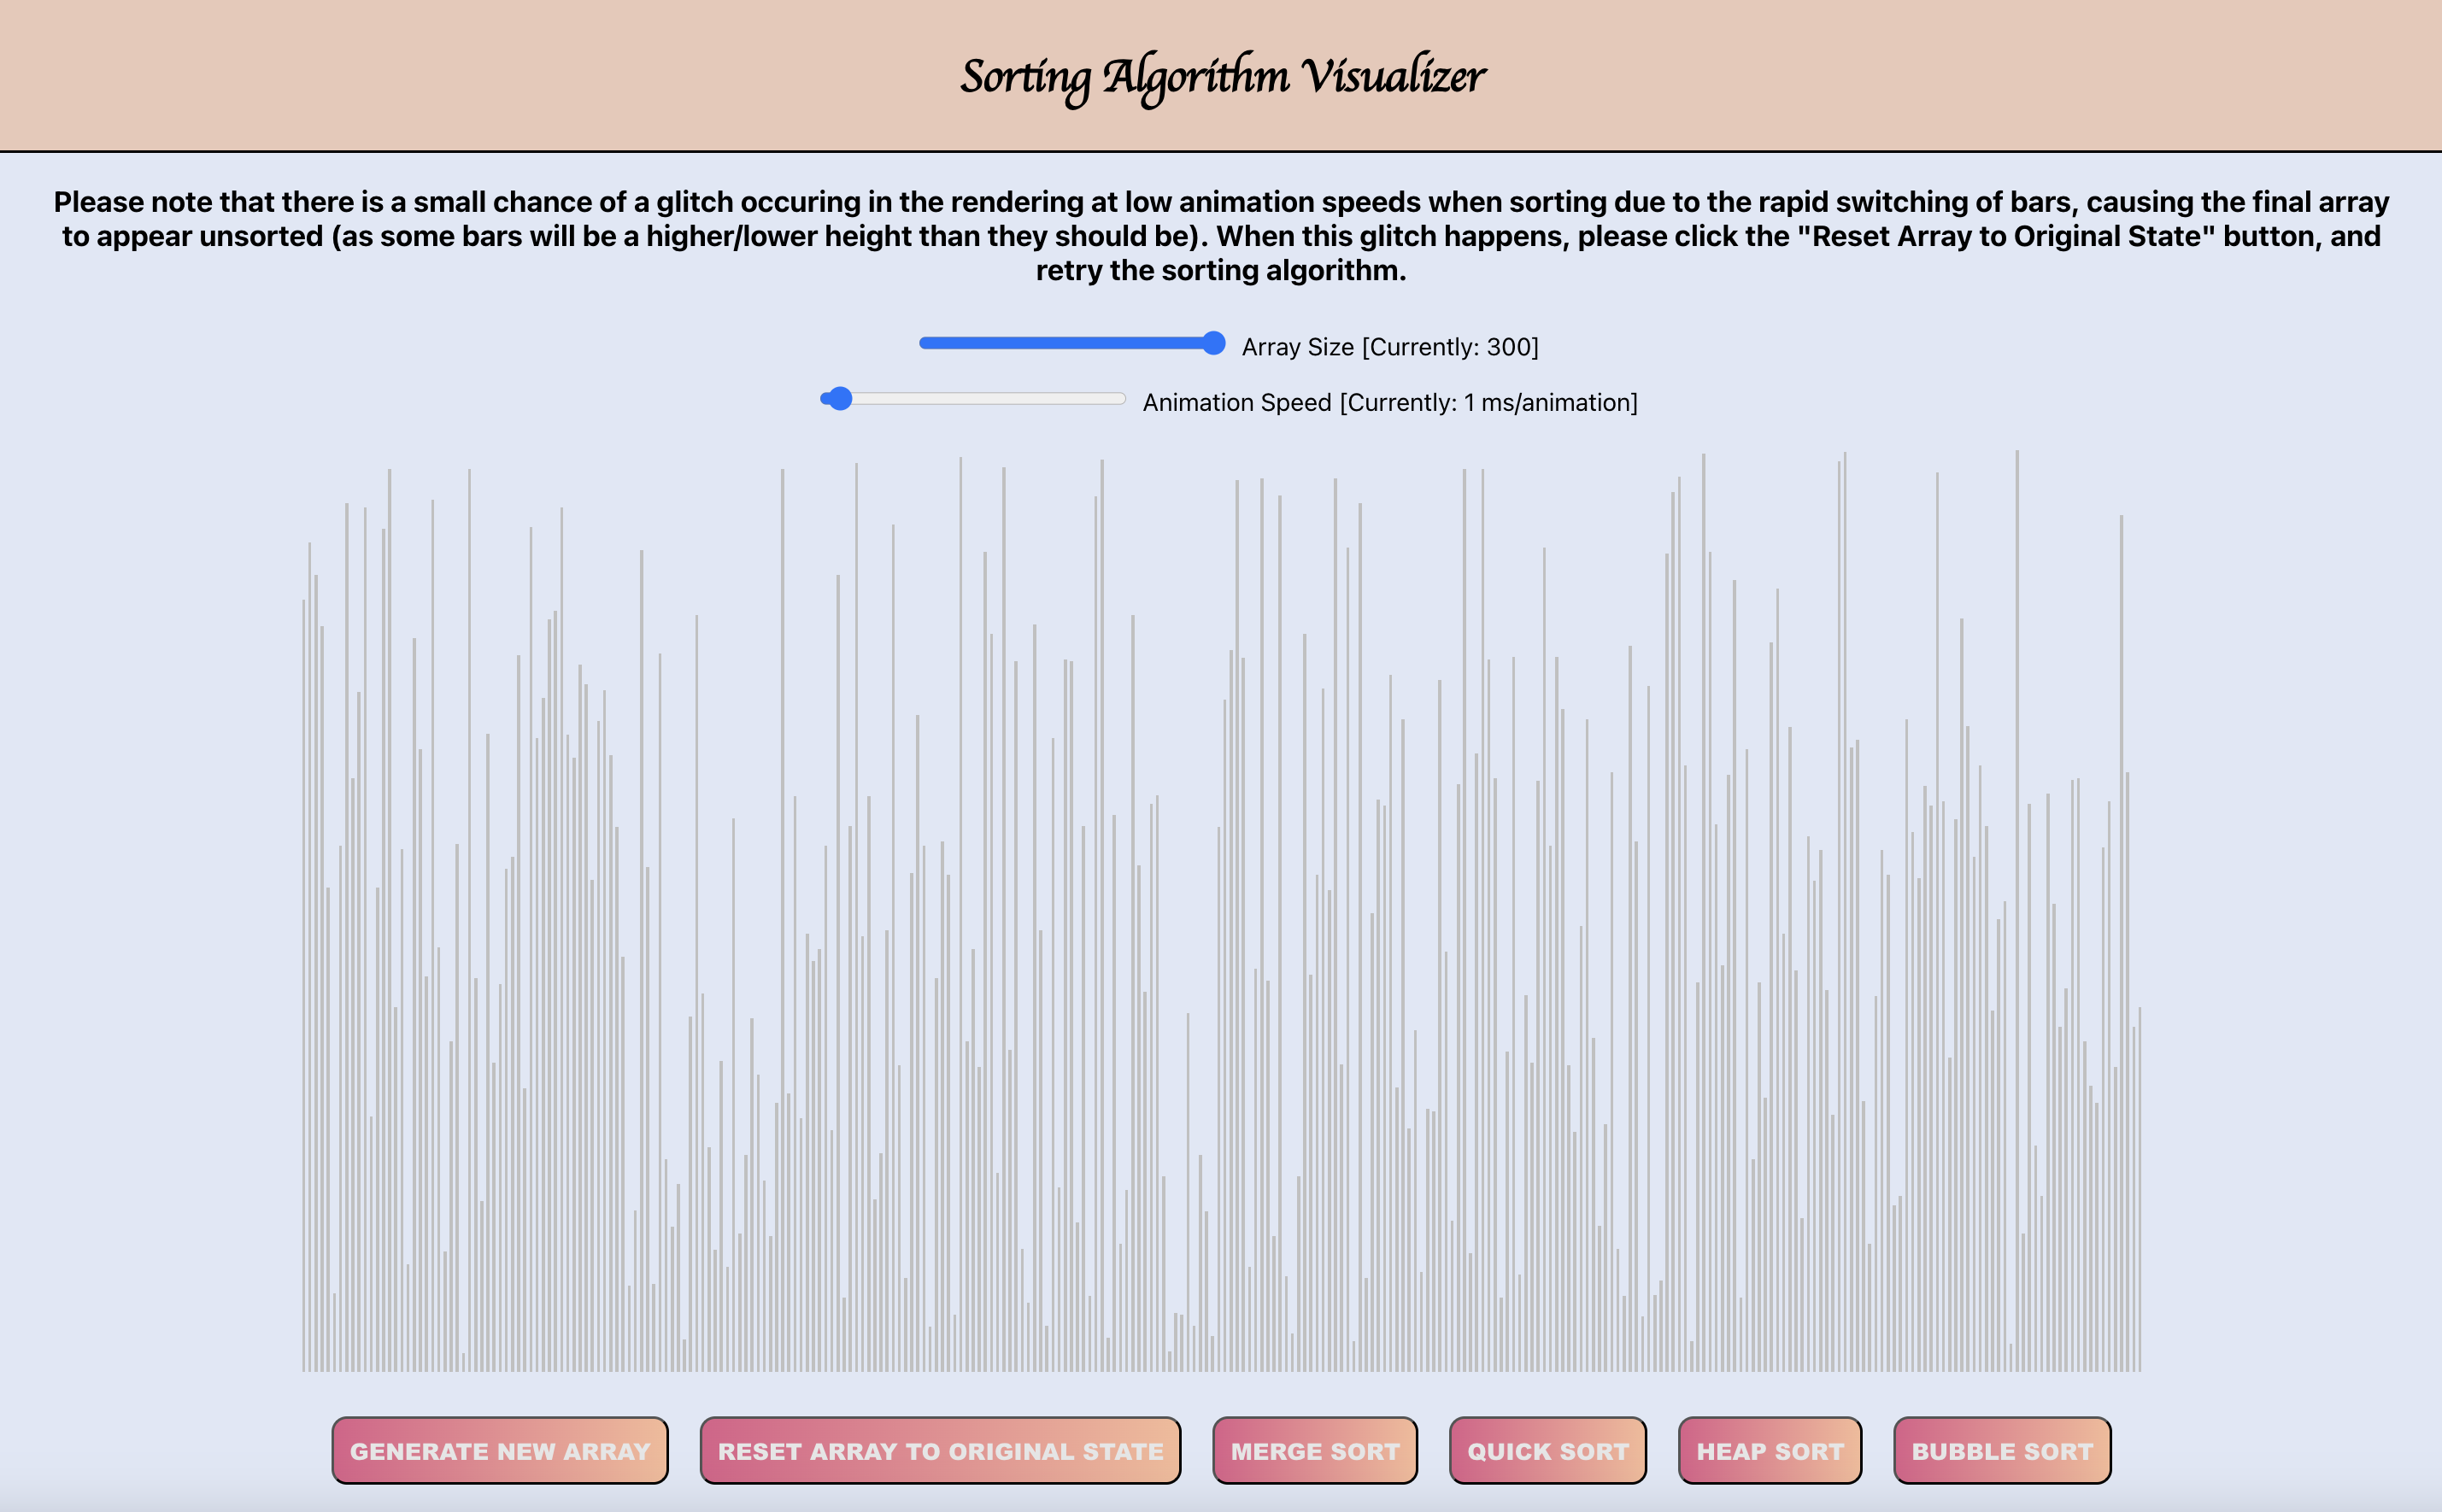 Sorting Algorithm Visualizer
Please note that there is a small chance of a glitch occuring in the rendering at low animation speeds when sorting due to the rapid switching of bars, causing the final array
to appear unsorted (as some bars will be a higher/lower height than they should be). When this glitch happens, please click the "Reset Array to Original State" button, and
retry the sorting algorithm.
Array Size [Currently: 300]
Animation Speed [Currently: 1 ms/animation]
GENERATE NEW ARRAY
RESET ARRAY TO ORIGINAL STATE
MERGE SORT
QUICK SORT
HEAP SORT
BUBBLE SORT